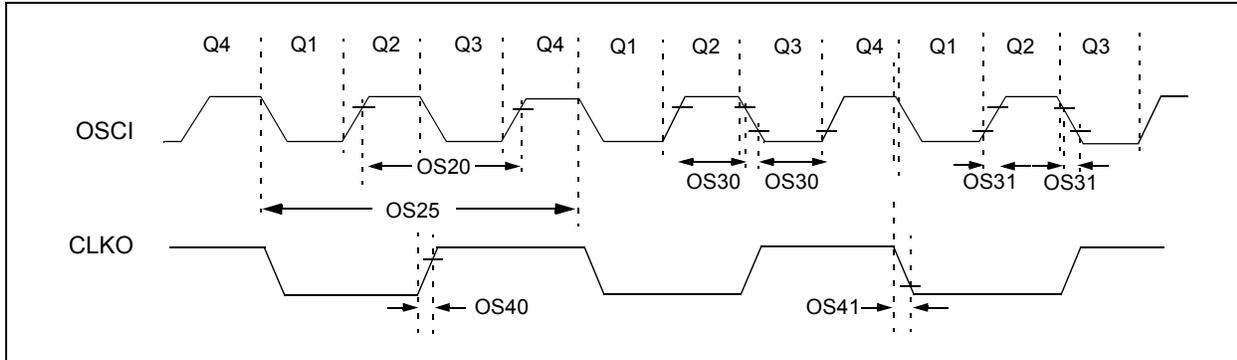 Q4 Q1 Q2 Q3 Q4 Q1 Q2 Q3 Q4 Q1 Q2 Q3
OSCI
OS20
OS30 OS30
OS31 OS31
OS25
CLKO
OS40
OS41